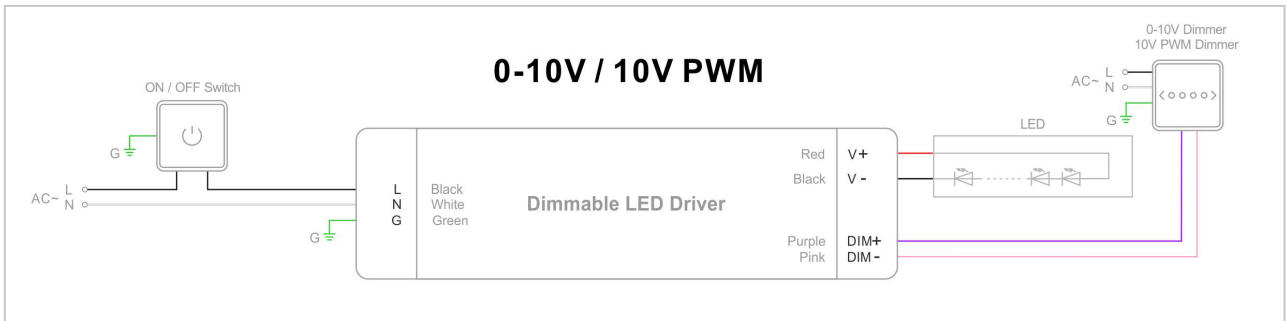 0-10V / 10V PWM
0-10V Dimmer
10V PWM Dimmer
AC~ L
N
G
ON / OFF Switch
G
AC~ L
N
L Black
N White
G Green
G
Dimmable LED Driver
Red V+
Black V -
Purple DIM+
Pink DIM -
LED